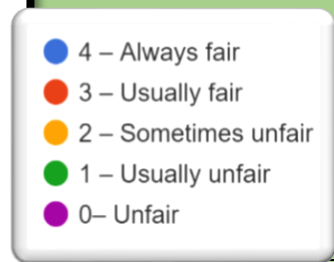 4 – Always fair
3 – Usually fair
2 – Sometimes unfair
1 – Usually unfair
0– Unfair